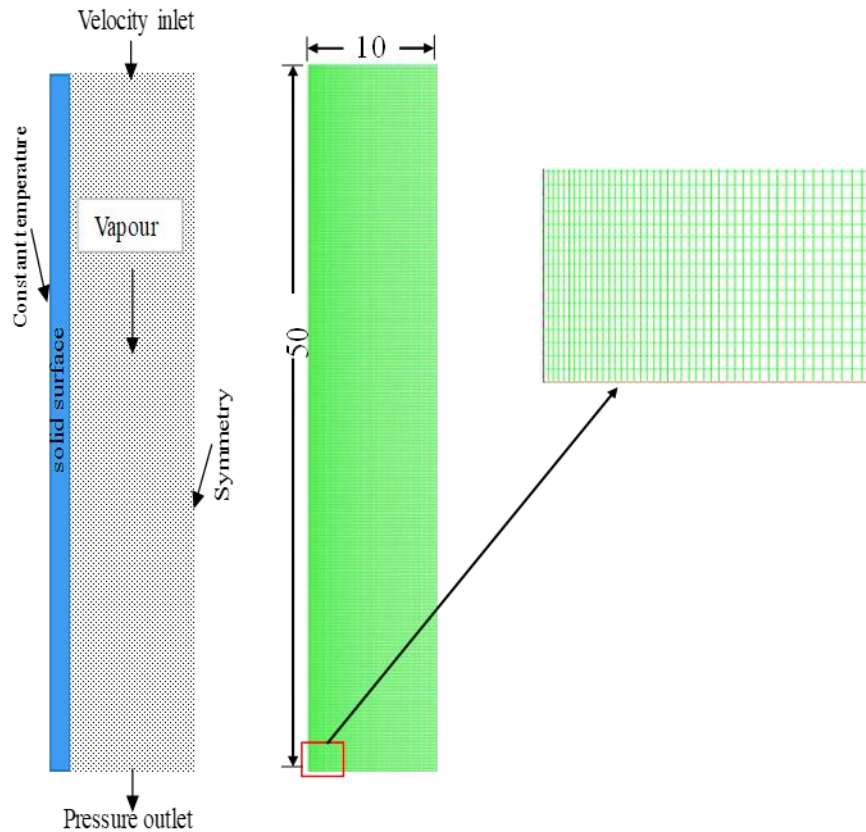 Velocity inlet
Constant temperature
solid surface
Vapour
Symmetry
Pressure outlet
10
50